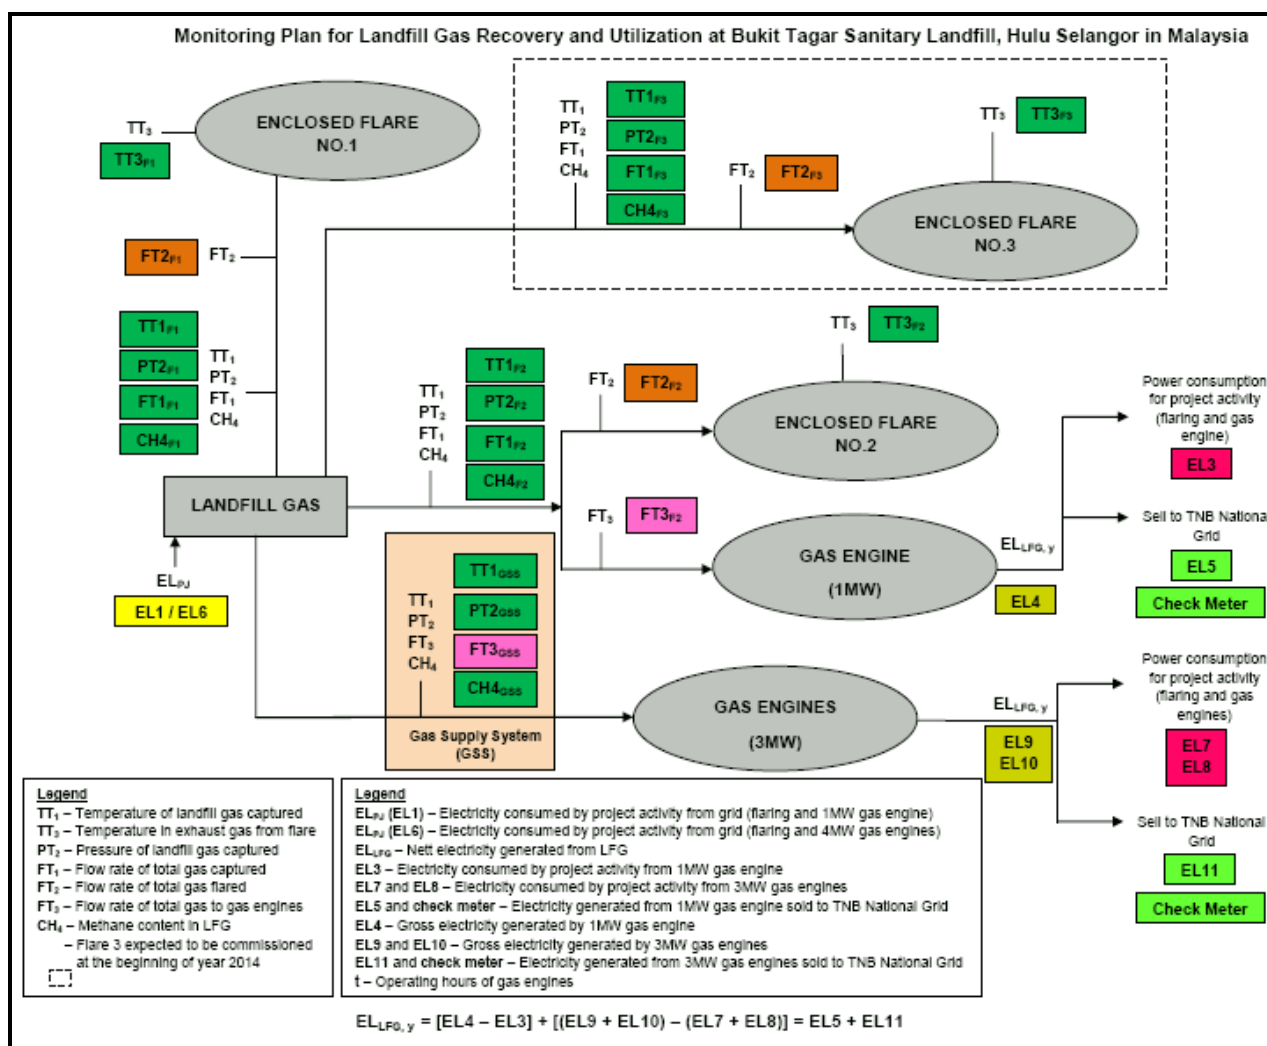 Monitoring Plan for Landfill Gas Recovery and Utilization at Bukit Tagar Sanitary Landfill, Hulu Selangor in Malaysia
ENCLOSED FLARE
NO.1
TT₃
TT3F1
FT2F1
FT₂
TT1F1
PT2F1
FT1F1
CH4F1
TT₁
PT₂
FT₁
CH₄
TT₁
PT₂
FT₁
CH₄
TT1F3
PT2F3
FT1F3
CH4F3
FT₂
FT2F3
TT₃
TT3F3
ENCLOSED FLARE
NO.3
LANDFILL GAS
ELPJ
EL1 / EL6
TT₁
PT₂
FT₁
CH₄
TT1F2
PT2F2
FT1F2
CH4F2
FT₂
FT2F2
TT₃
TT3F2
ENCLOSED FLARE
NO.2
FT₃
FT3F2
GAS ENGINE
(1MW)
ELLFG, y
EL4
Power consumption
for project activity
(flaring and gas
engine)
EL3
Sell to TNB National
Grid
EL5
Check Meter
TT₁
PT₂
FT₃
CH₄
TT1GSS
PT2GSS
FT3GSS
CH4GSS
Gas Supply System
(GSS)
GAS ENGINES
(3MW)
ELLFG, y
EL9
EL10
Power consumption
for project activity
(flaring and gas
engines)
EL7
EL8
Sell to TNB National
Grid
EL11
Check Meter
Legend
TT₁ – Temperature of landfill gas captured
TT₃ – Temperature in exhaust gas from flare
PT₂ – Pressure of landfill gas captured
FT₁ – Flow rate of total gas captured
FT₂ – Flow rate of total gas flared
FT₃ – Flow rate of total gas to gas engines
CH₄ – Methane content in LFG
– Flare 3 expected to be commissioned
at the beginning of year 2014
Legend
ELPJ (EL1) – Electricity consumed by project activity from grid (flaring and 1MW gas engine)
ELPJ (EL6) – Electricity consumed by project activity from grid (flaring and 4MW gas engines)
ELLFG – Nett electricity generated from LFG
EL3 – Electricity consumed by project activity from 1MW gas engine
EL7 and EL8 – Electricity consumed by project activity from 3MW gas engines
EL5 and check meter – Electricity generated from 1MW gas engine sold to TNB National Grid
EL4 – Gross electricity generated by 1MW gas engine
EL9 and EL10 – Gross electricity generated by 3MW gas engines
EL11 and check meter – Electricity generated from 3MW gas engines sold to TNB National Grid
t – Operating hours of gas engines
ELLFG, y = [EL4 – EL3] + [(EL9 + EL10) – (EL7 + EL8)] = EL5 + EL11